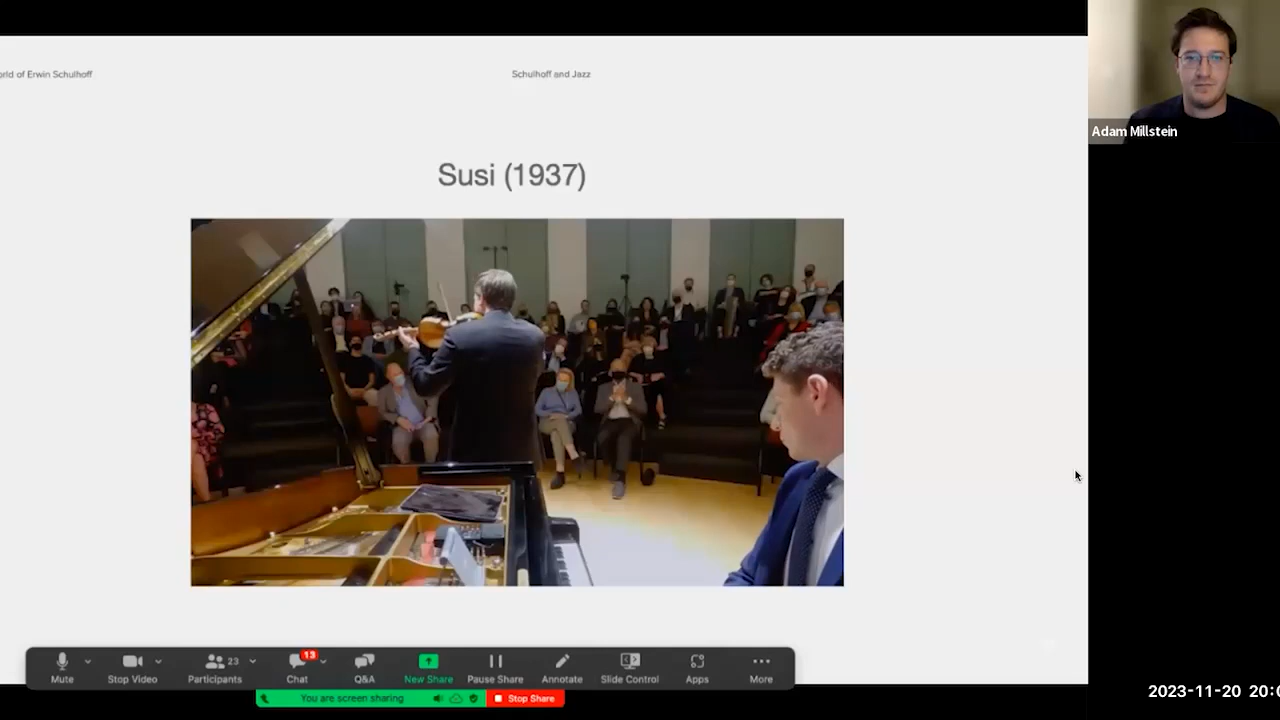 orld of Erwin Schulhoff
Schulhoff and Jazz
Susi (1937)
Adam Millstein
Mute
Stop Video
23
Participants
13
Chat
Q&A
New Share
Pause Share
Annotate
Slide Control
Apps
More
You are screen sharing
Stop Share
2023-11-20 20:0